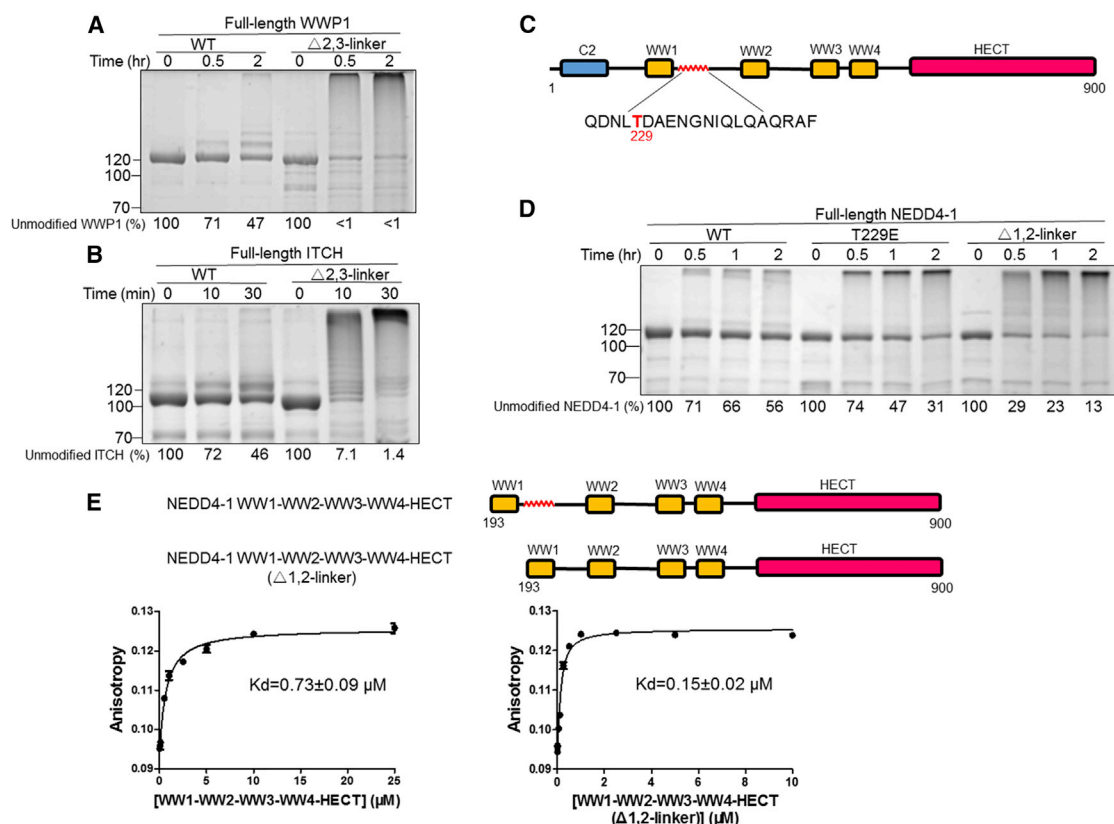 A
Full-length WWP1
WT △2,3-linker
Time (hr) 0 0.5 2 0 0.5 2
120
100
70
Unmodified WWP1(%) 100 71 47 100 <1 <1
B
Full-length ITCH
WT △2,3-linker
Time (min) 0 10 30 0 10 30
120
100
70
Unmodified ITCH (%) 100 72 46 100 7.1 1.4
C
C2 WW1 WW2 WW3 WW4 HECT
1 900
QDNLTDAENGNIQLQAQRAF
229
D
Full-length NEDD4-1
WT T229E △1,2-linker
Time (hr) 0 0.5 1 2 0 0.5 1 2 0 0.5 1 2
120
100
70
Unmodified NEDD4-1(%) 100 71 66 56 100 74 47 31 100 29 23 13
E
NEDD4-1 WW1-WW2-WW3-WW4-HECT
WW1 WW2 WW3 WW4 HECT
193 900
NEDD4-1 WW1-WW2-WW3-WW4-HECT
(△1,2-linker)
WW1 WW2 WW3 WW4 HECT
193 900
Anisotropy
0.13
0.12
0.11
0.10
0.09
Kd=0.73±0.09 µM
0 5 10 15 20 25
[WW1-WW2-WW3-WW4-HECT] (µM)
Anisotropy
0.13
0.12
0.11
0.10
0.09
Kd=0.15±0.02 µM
0 2 4 6 8 10
[WW1-WW2-WW3-WW4-HECT
(Δ1,2-linker)] (µM)